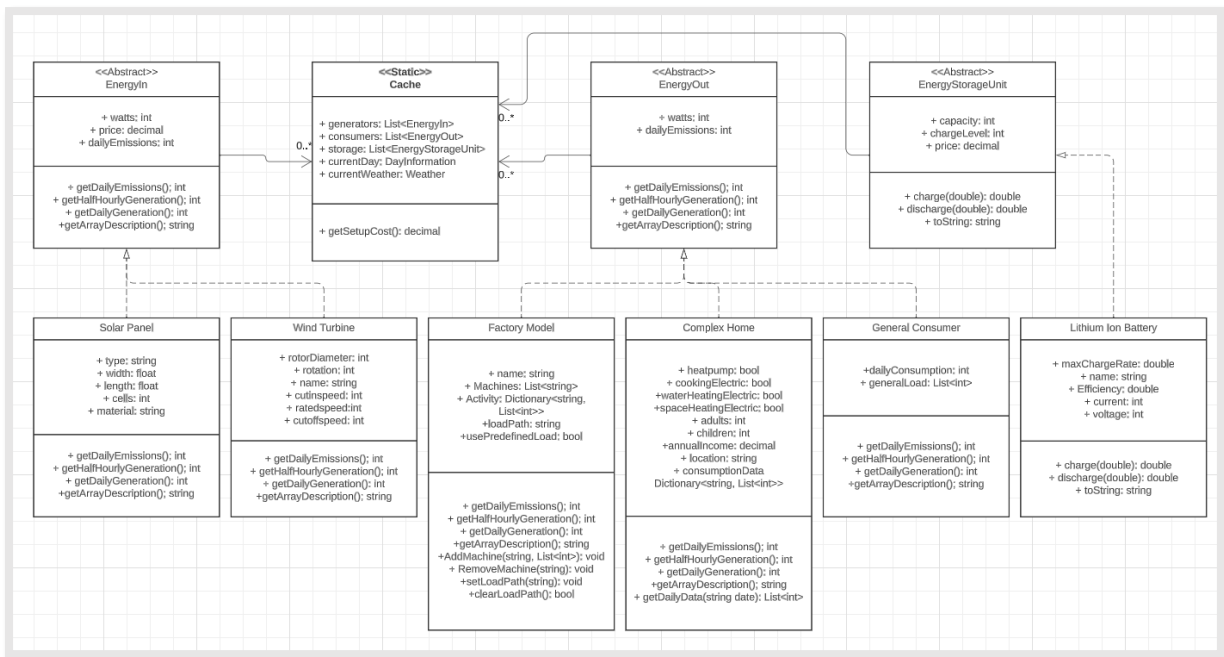 <<Abstract>>
EnergyIn
+ watts: int
+ price: decimal
+ dailyEmissions: int
+ getDailyEmissions(); int
+ getHalfHourlyGeneration(); int
+ getDailyGeneration(); int
+getArrayDescription(); string
0..*
<<Static>>
Cache
+ generators: List<EnergyIn>
+ consumers: List<EnergyOut>
+ storage: List<EnergyStorageUnit>
+ currentDay: DayInformation
+ currentWeather: Weather
+ getSetupCost(): decimal
0..*
0..*
<<Abstract>>
EnergyOut
+ watts: int
+ dailyEmissions: int
+ getDailyEmissions(); int
+ getHalfHourlyGeneration(); int
+ getDailyGeneration(); int
+getArrayDescription(); string
<<Abstract>>
EnergyStorageUnit
+ capacity: int
+ chargeLevel: int
+ price: decimal
+ charge(double): double
+ discharge(double): double
+ toString: string
Solar Panel
+ type: string
+ width: float
+ length: float
+ cells: int
+ material: string
+ getDailyEmissions(); int
+ getHalfHourlyGeneration(); int
+ getDailyGeneration(); int
+getArrayDescription(); string
Wind Turbine
+ rotorDiameter: int
+ rotation: int
+ name: string
+ cutinspeed: int
+ ratedspeed:int
+ cutoffspeed: int
+ getDailyEmissions(); int
+ getHalfHourlyGeneration(); int
+ getDailyGeneration(); int
+getArrayDescription(); string
Factory Model
+ name: string
+ Machines: List<string>
+ Activity: Dictionary<string,
List<int>>
+loadPath: string
+usePredefinedLoad: bool
+ getDailyEmissions(); int
+ getHalfHourlyGeneration(); int
+ getDailyGeneration(); int
+getArrayDescription(); string
+AddMachine(string, List<int>): void
+ RemoveMachine(string): void
+setLoadPath(string): void
+clearLoadPath(); bool
Complex Home
+ heatpump: bool
+ cookingElectric: bool
+waterHeatingElectric: bool
+spaceHeatingElectric: bool
+ adults: int
+ children: int
+annualIncome: decimal
+ location: string
+ consumptionData
Dictionary<string, List<int>>
+ getDailyEmissions(); int
+ getHalfHourlyGeneration(); int
+ getDailyGeneration(); int
+getArrayDescription(); string
+ getDailyData(string date): List<int>
General Consumer
+dailyConsumption: int
+ generalLoad: List<int>
+ getDailyEmissions(); int
+ getHalfHourlyGeneration(); int
+ getDailyGeneration(): int
+getArrayDescription(); string
Lithium Ion Battery
+ maxChargeRate: double
+ name: string
+ Efficiency: double
+ current: int
+ voltage: int
+ charge(double): double
+ discharge(double): double
+ toString: string